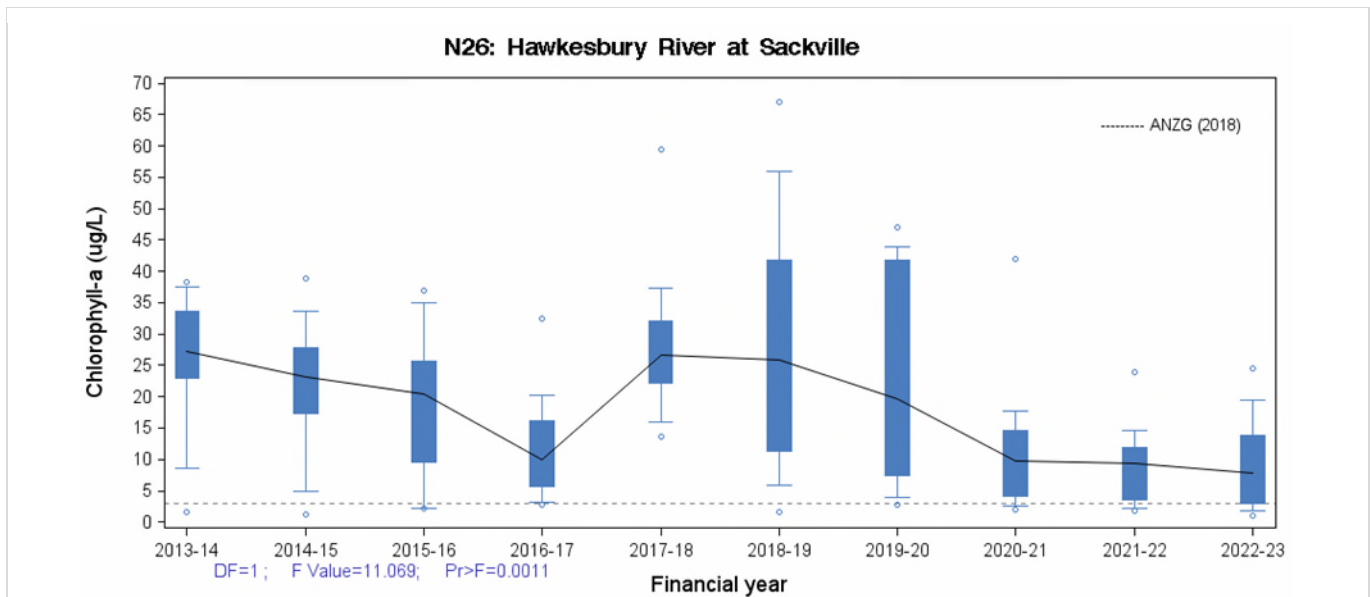 N26: Hawkesbury River at Sackville
70
65
60
55
50
45
40
35
30
25
20
15
10
5
0
Chlorophyll-a (ug/L)
ANZG (2018)
2013-14 2014-15 2015-16 2016-17 2017-18 2018-19 2019-20 2020-21 2021-22 2022-23
DF=1 ; F Value=11.069; Pr>F=0.0011
Financial year